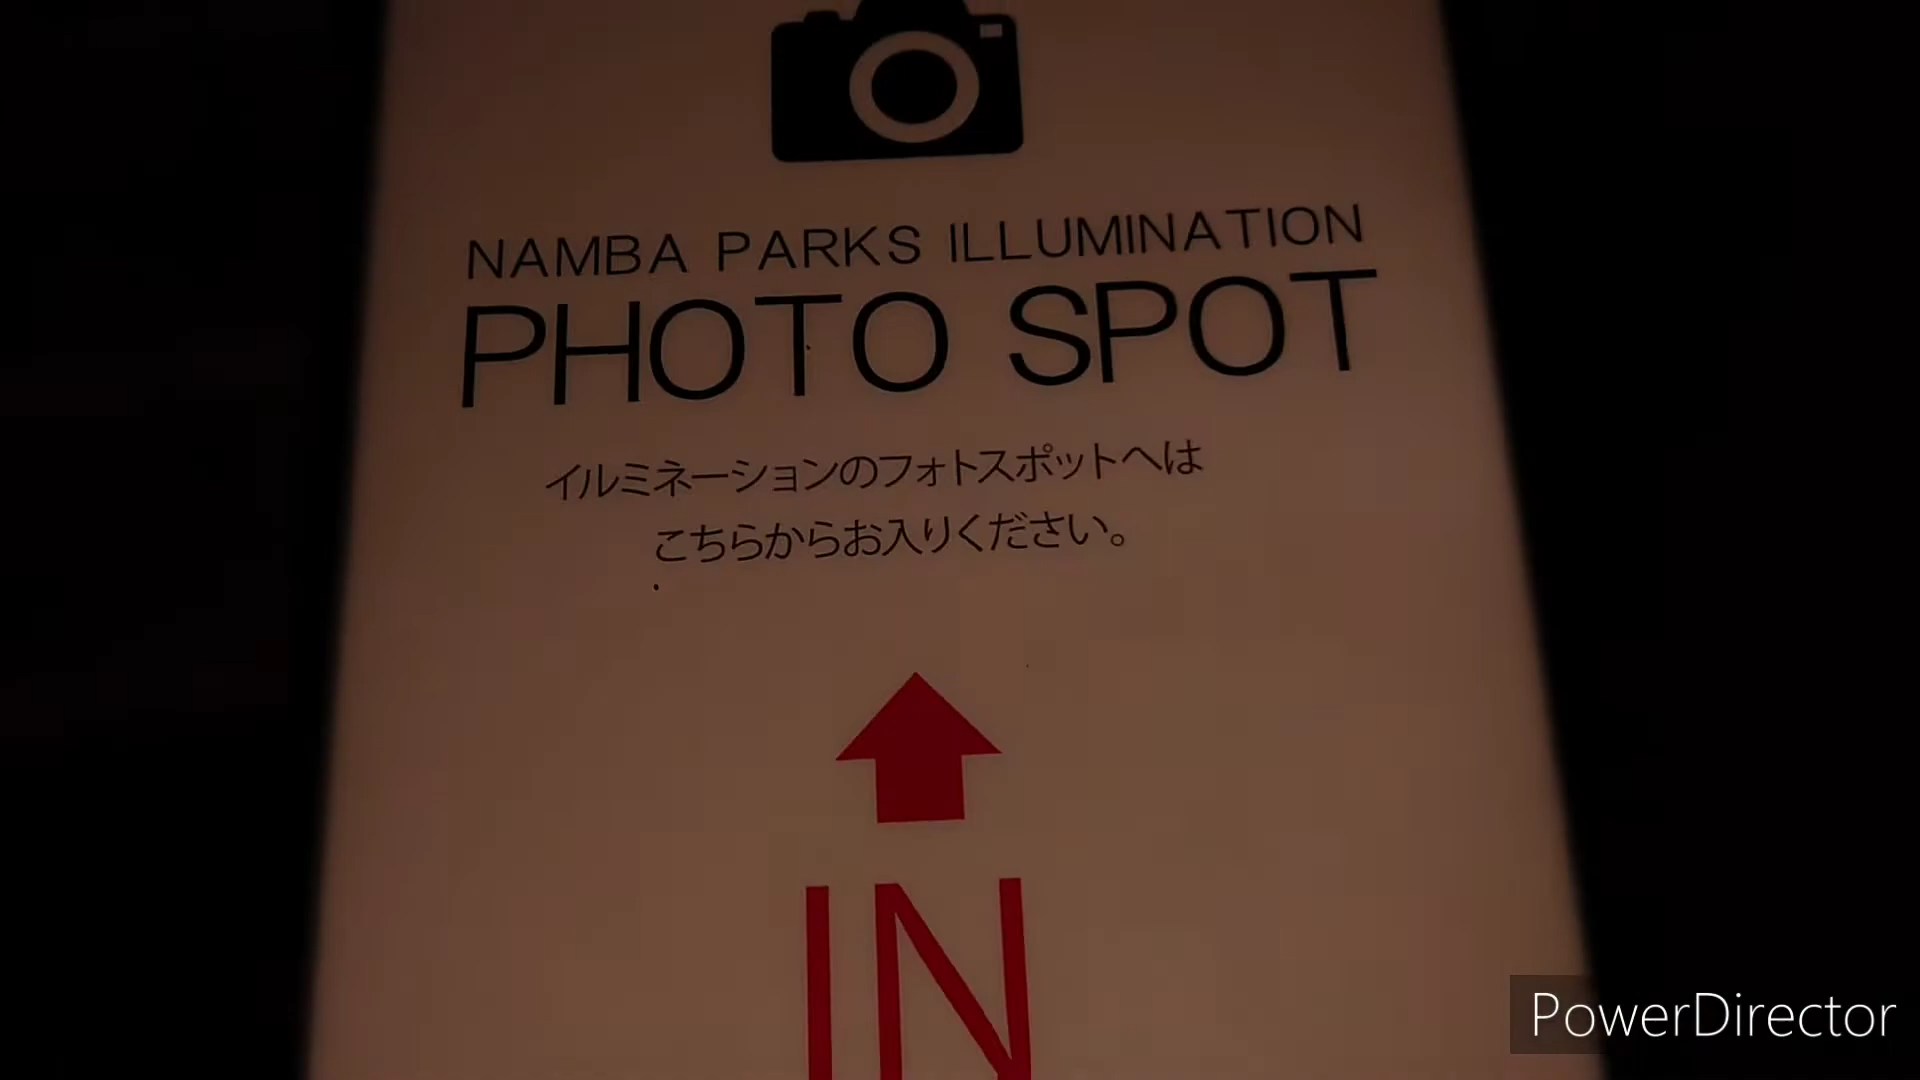 NAMBA PARKS ILLUMINATION
PHOTO SPOT
イルミネーションのフォトスポットへは
こちらからお入りください。
IN
PowerDirector